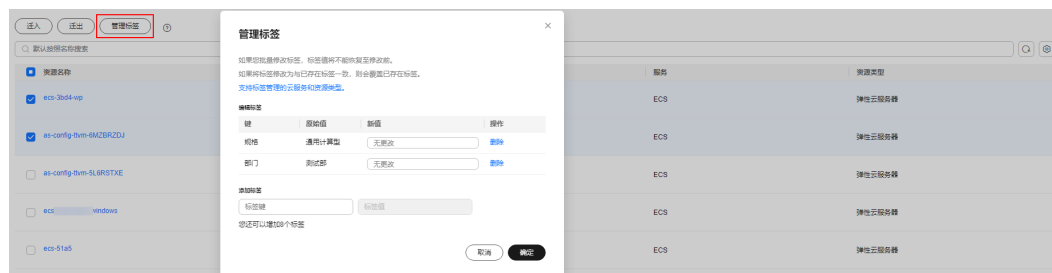 迁入 迁出 管理标签
默认按照名称搜索
资源名称 服务 资源类型
ecs-3bd4-wp ECS 弹性云服务器
as-config-ttvm-6MZBRZDJ ECS 弹性云服务器
as-config-ttvm-5L6RSTXE ECS 弹性云服务器
ecs windows ECS 弹性云服务器
ecs-51a5 ECS 弹性云服务器
管理标签
如果您批量修改标签，标签值将不能恢复至修改前。
如果将标签修改为与已存在标签一致，则会覆盖已存在标签。
支持标签管理的云服务和资源类型。
编辑标签
键 原始值 新值 操作
规格 通用计算型 无更改 删除
部门 测试部 无更改 删除
添加标签
标签键 标签值
您还可以增加8个标签
取消 确定